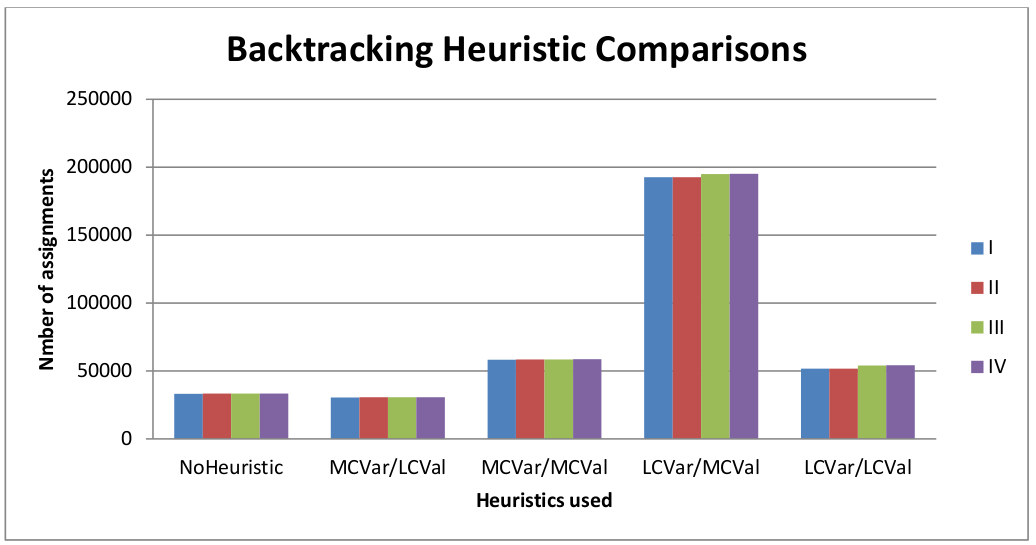 Backtracking Heuristic Comparisons
250000
200000
150000
100000
50000
0
Nmber of assignments
NoHeuristic
MCVar/LCVal
MCVar/MCVal
LCVar/MCVal
LCVar/LCVal
Heuristics used
I
II
III
IV